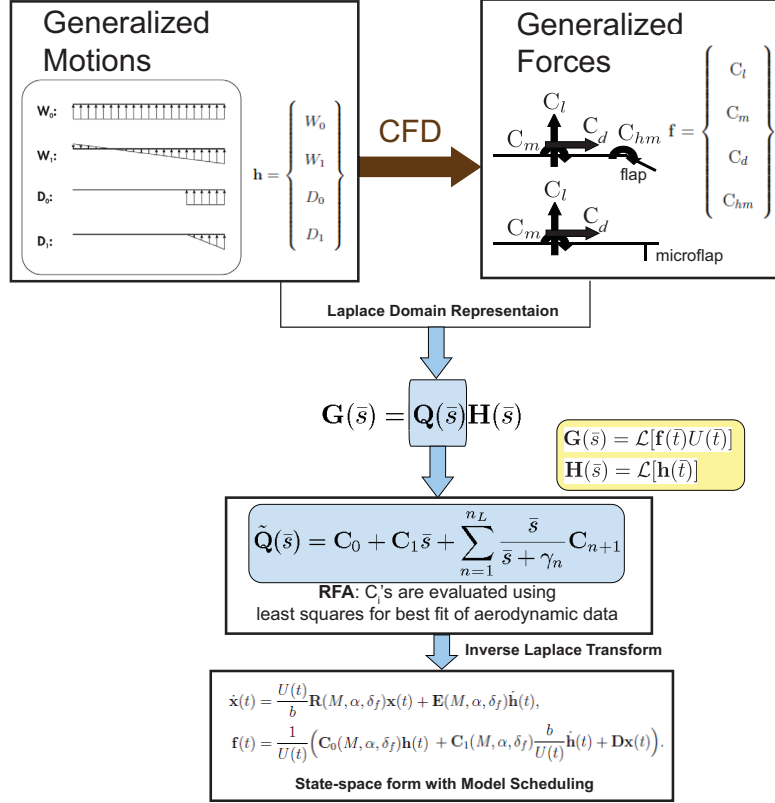 Generalized
Motions
W₀:
W₁:
D₀:
D₁:
h = { W₀ W₁ D₀ D₁ }
CFD
Generalized
Forces
C_l
C_m C_d C_hm
flap
C_l
C_m C_d
microflap
f = { C_l C_m C_d C_hm }
Laplace Domain Representaion
G(s̄) = Q(s̄)H(s̄)
G(s̄) = ℒ[f(t̄)U(t̄)]
H(s̄) = ℒ[h(t̄)]
Q̃(s̄) = C₀ + C₁s̄ + ∑_{n=1}^{n_L} s̄/(s̄ + γₙ) Cₙ₊₁
RFA: C_i's are evaluated using
least squares for best fit of aerodynamic data
Inverse Laplace Transform
ẋ(t) = U(t)/b R(M, α, δ_f)x(t) + E(M, α, δ_f)ḣ(t),
f(t) = 1/U(t) (C₀(M, α, δ_f)h(t) + C₁(M, α, δ_f) b/U(t) ḣ(t) + Dx(t)).
State-space form with Model Scheduling